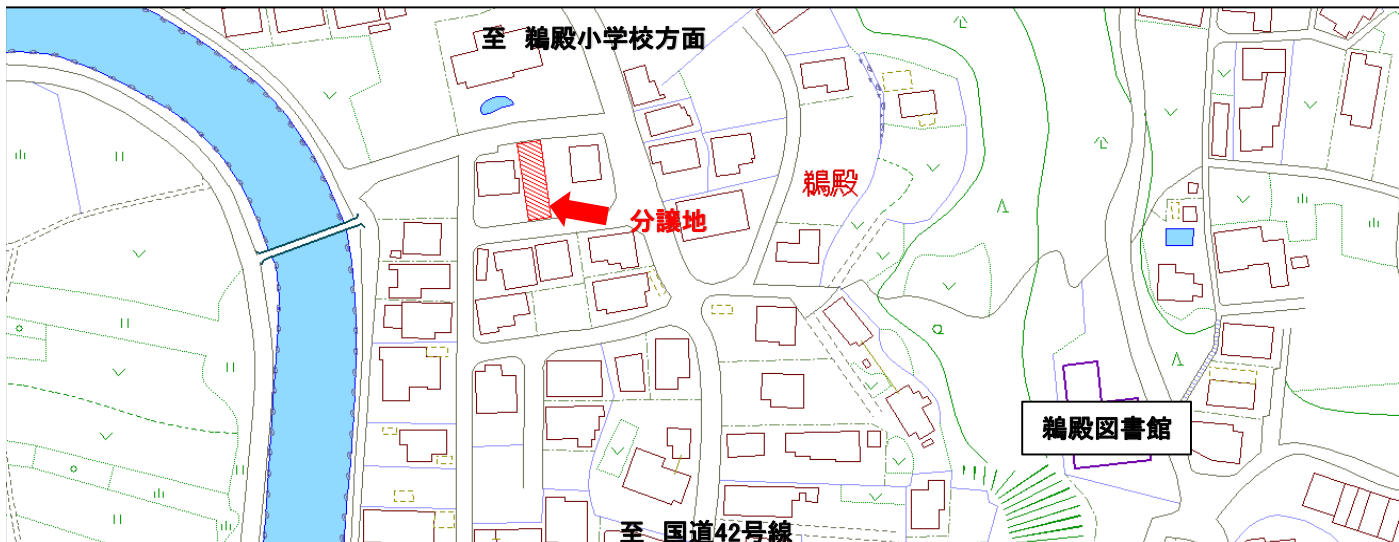 至 鵜殿小学校方面
鵜殿
分譲地
鵜殿図書館
至 国道42号線